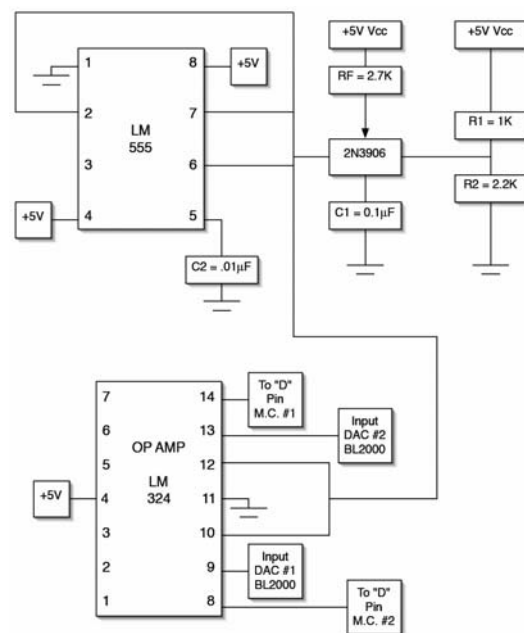 +5V Vcc
+5V Vcc
RF = 2.7K
1
8
+5V
2
7
LM
555
R1 = 1K
2N3906
3
6
R2 = 2.2K
+5V
4
5
C1 = 0.1µF
C2 = .01µF
7
14
To "D"
Pin
M.C. #1
6
13
Input
DAC #2
BL2000
OP AMP
5
12
LM
324
+5V
4
11
3
10
Input
DAC #1
BL2000
2
9
1
8
To "D"
Pin
M.C. #2